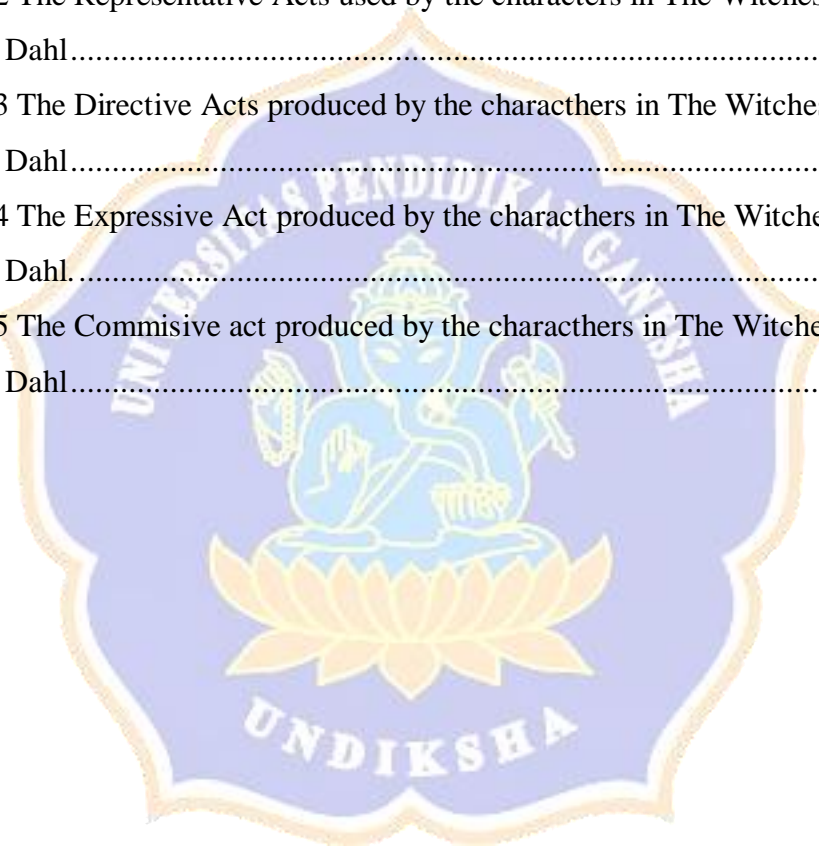 2 The Representative Acts used by the characters in The Witches
Dahl....................................................................................................
3 The Directive Acts produced by the characthers in The Witches
Dahl....................................................................................................
4 The Expressive Act produced by the characthers in The Witche
Dahl....................................................................................................
5 The Commisive act produced by the characthers in The Witche
Dahl....................................................................................................
UNIVERSITAS PENDIDIKAN GANESHA
UNDIKSHA